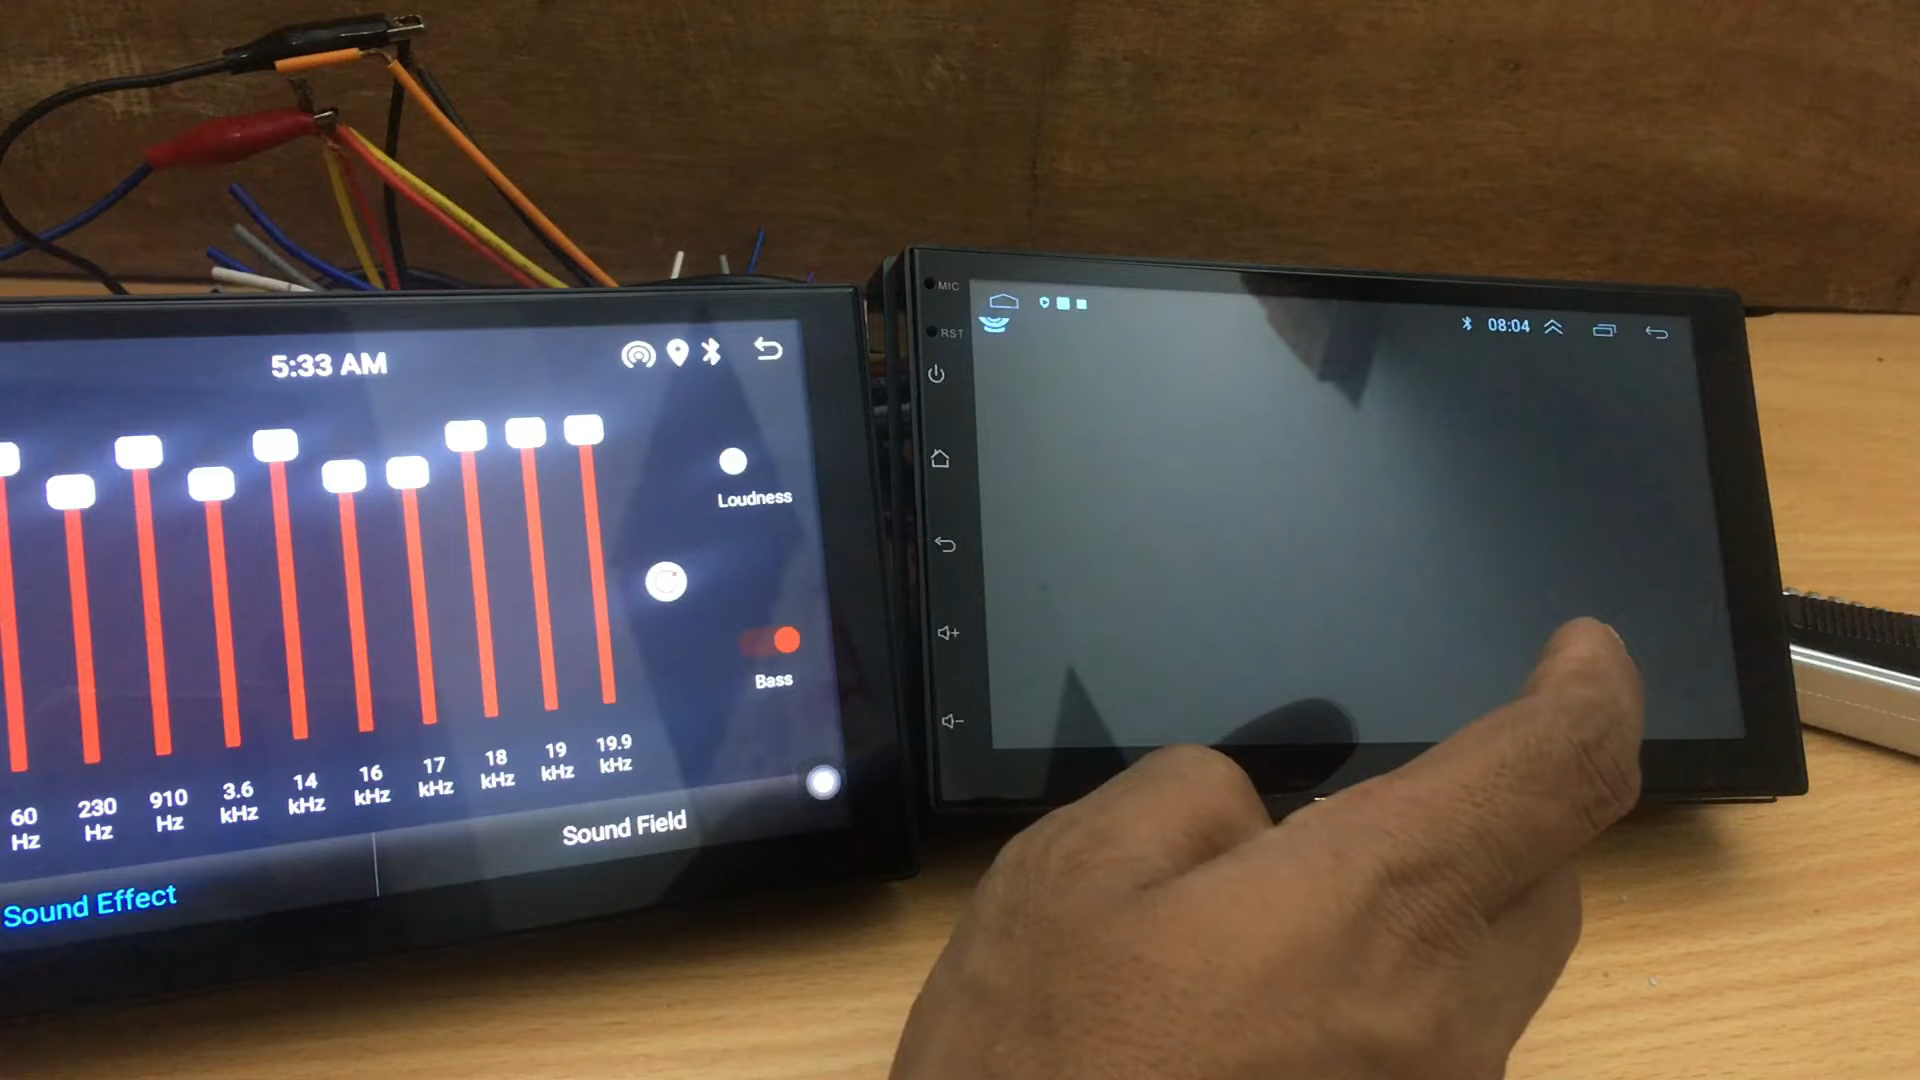 5:33 AM
Loudness
Bass
60 Hz
230 Hz
910 Hz
3.6 kHz
14 kHz
16 kHz
17 kHz
18 kHz
19 kHz
19.9 kHz
Sound Effect
Sound Field
MIC
RST
08:04